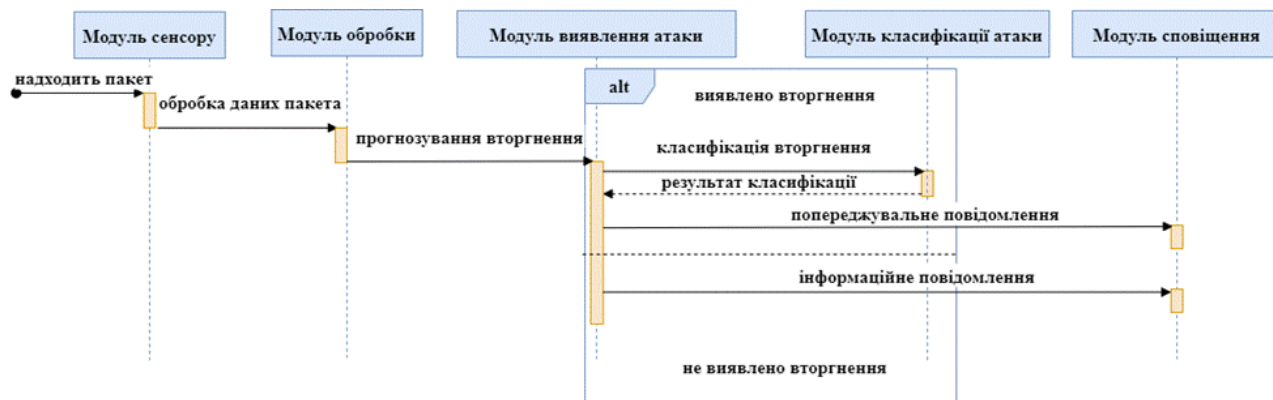 Модуль сенсору
Модуль обробки
Модуль виявлення атаки
Модуль класифікації атаки
Модуль сповіщення
надходить пакет
alt
виявлено вторгнення
обробка даних пакета
прогнозування вторгнення
класифікація вторгнення
результат класифікації
попереджувальне повідомлення
інформаційне повідомлення
не виявлено вторгнення